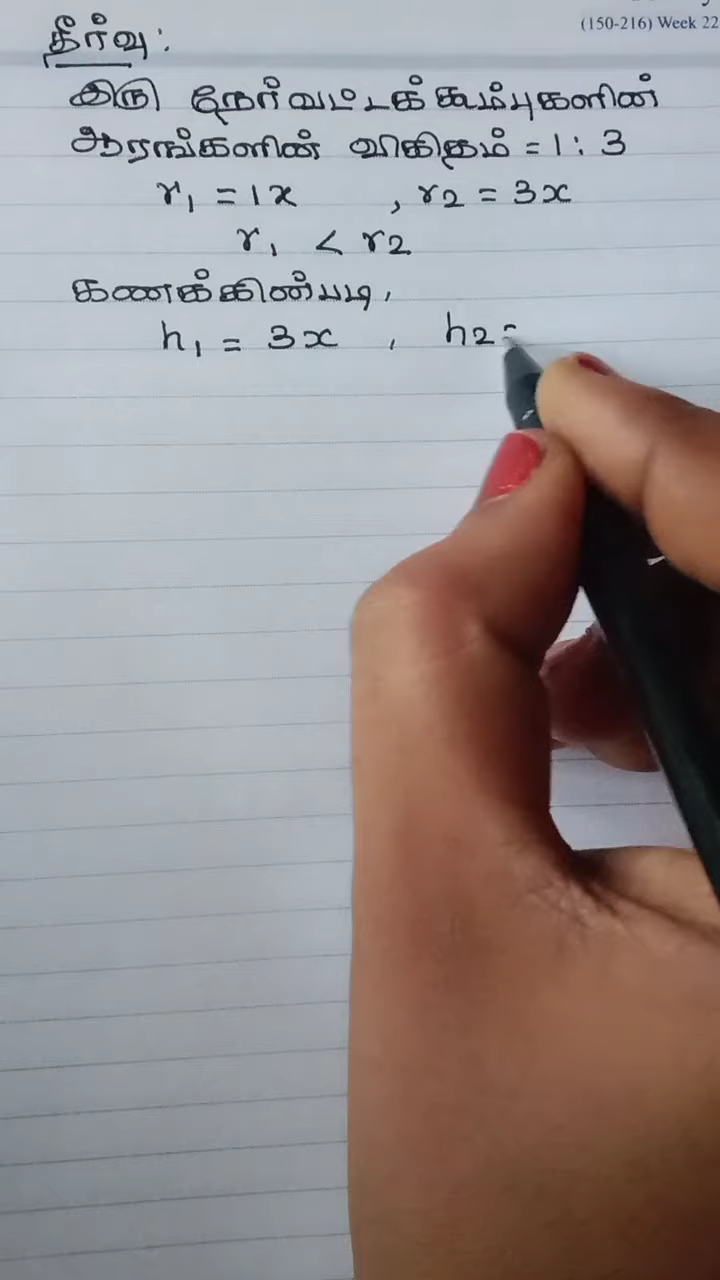 (150-216) Week 22
தீர்வு :
இரு நேர்வட்டக் கூம்புகளின்
ஆரங்களின் விகிதம் = 1 : 3
r₁ = 1x , r₂ = 3x
r₁ < r₂
கணக்கின்படி,
h₁ = 3x , h₂ =